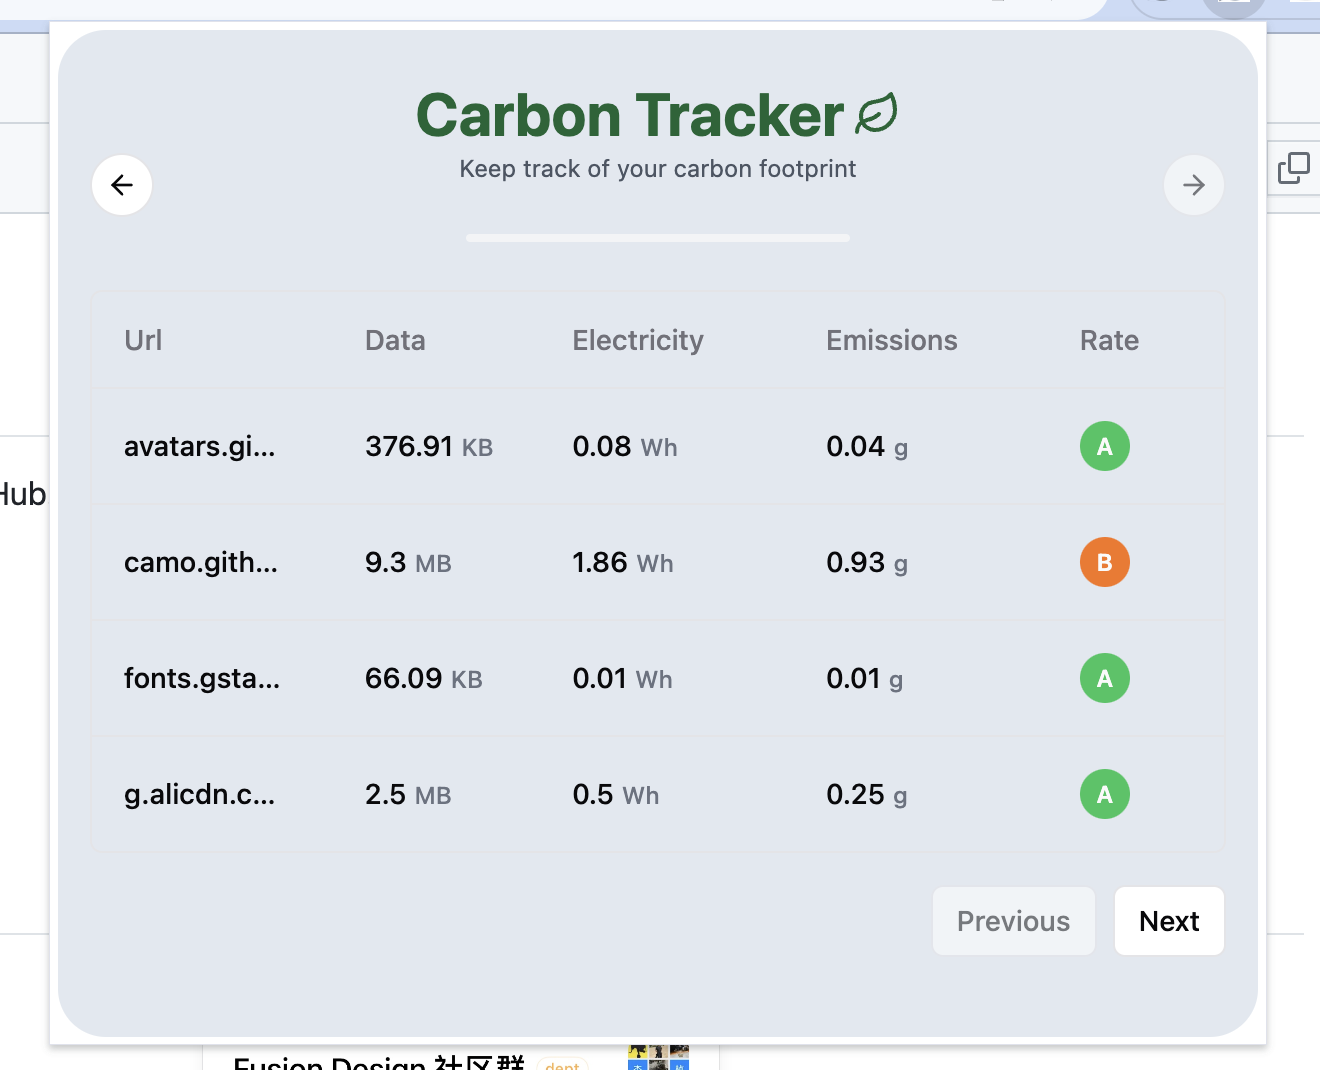 Carbon Tracker
Keep track of your carbon footprint
Url Data Electricity Emissions Rate
avatars.gi... 376.91 KB 0.08 Wh 0.04 g A
camo.gith... 9.3 MB 1.86 Wh 0.93 g B
fonts.gsta... 66.09 KB 0.01 Wh 0.01 g A
g.alicdn.c... 2.5 MB 0.5 Wh 0.25 g A
Previous Next
Hub
Fusion Design 社区群 dept